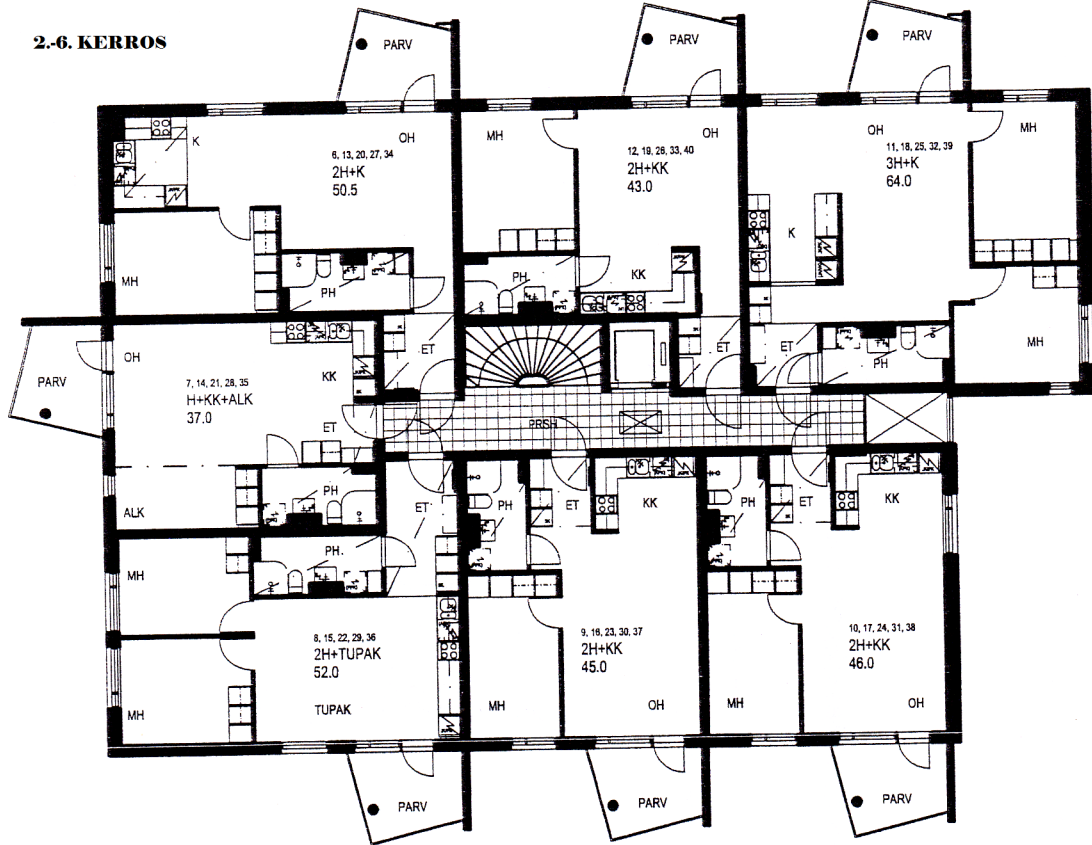 2.-6. KERROS
PARV
PARV
PARV
K
OH
6, 13, 20, 27, 34
2H+K
50.5
MH
PH
ET
MH
OH
12, 19, 26, 33, 40
2H+KK
43.0
PH
KK
ET
OH
11, 18, 25, 32, 39
3H+K
64.0
K
MH
MH
ET
PH
PARV
OH
7, 14, 21, 28, 35
H+KK+ALK
37.0
KK
ET
ALK
PH
PRSH
MH
PH.
ET
8, 15, 22, 29, 36
2H+TUPAK
52.0
TUPAK
MH
PH
ET
KK
9, 16, 23, 30, 37
2H+KK
45.0
MH
OH
PH
ET
KK
10, 17, 24, 31, 38
2H+KK
46.0
MH
OH
PARV
PARV
PARV